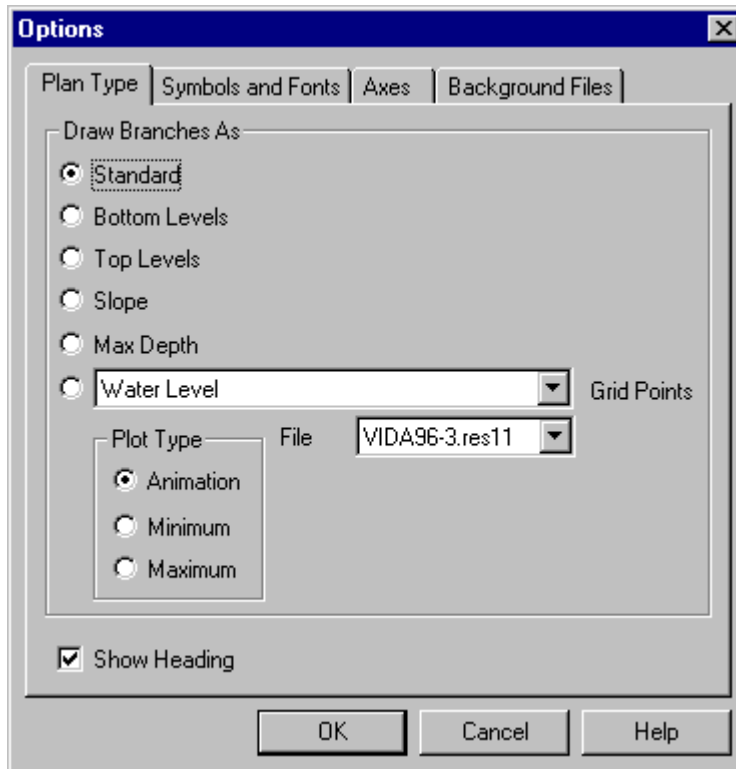 Options
Plan Type Symbols and Fonts Axes Background Files
Draw Branches As
Standard
Bottom Levels
Top Levels
Slope
Max Depth
Water Level Grid Points
Plot Type File VIDA96-3.res11
Animation
Minimum
Maximum
Show Heading
OK Cancel Help